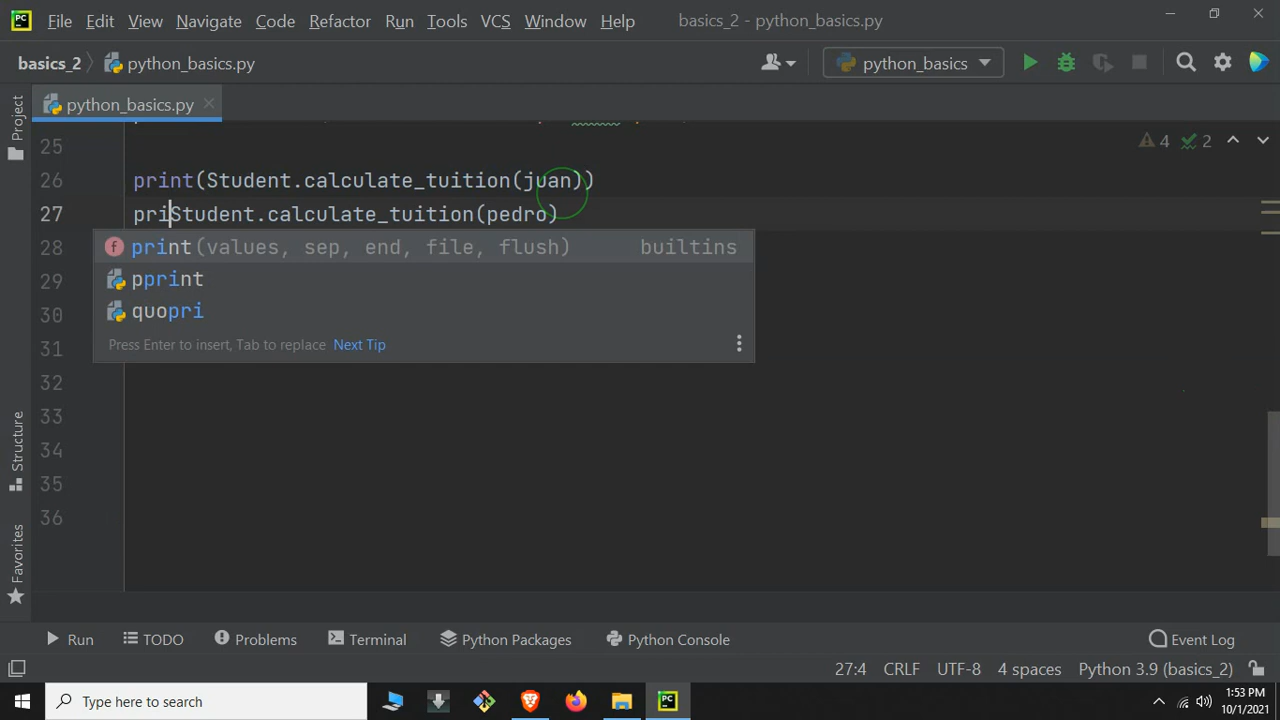 PC File Edit View Navigate Code Refactor Run Tools VCS Window Help basics_2 - python_basics.py
basics_2 python_basics.py python_basics
python_basics.py
Project
25
4 2
26 print(Student.calculate_tuition(juan))
27 priStudent.calculate_tuition(pedro)
28 f print(values, sep, end, file, flush) builtins
29 pprint
30 quopri
31 Press Enter to insert, Tab to replace Next Tip
32
33
34
35
36
Structure
Favorites
Run TODO Problems Terminal Python Packages Python Console Event Log
27:4 CRLF UTF-8 4 spaces Python 3.9 (basics_2)
Type here to search PC 1:53 PM
10/1/2021